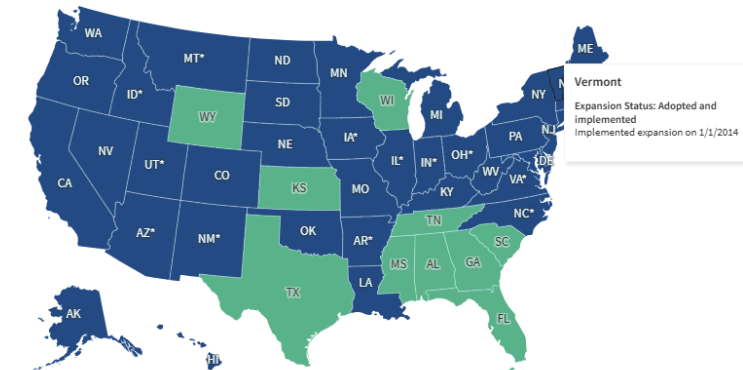 WA
ME
MT*
ND
MN
OR
ID*
WI
NY
SD
MI
WY
IA*
PA
NJ
NE
NV
OH*
IL*
IN*
DE
UT*
WV
CO
VA*
CA
KS
MO
KY
NC*
TN
OK
AZ*
NM*
AR*
SC
MS
AL
GA
LA
TX
AK
FL
HI
Vermont
Expansion Status: Adopted and
implemented
Implemented expansion on 1/1/2014